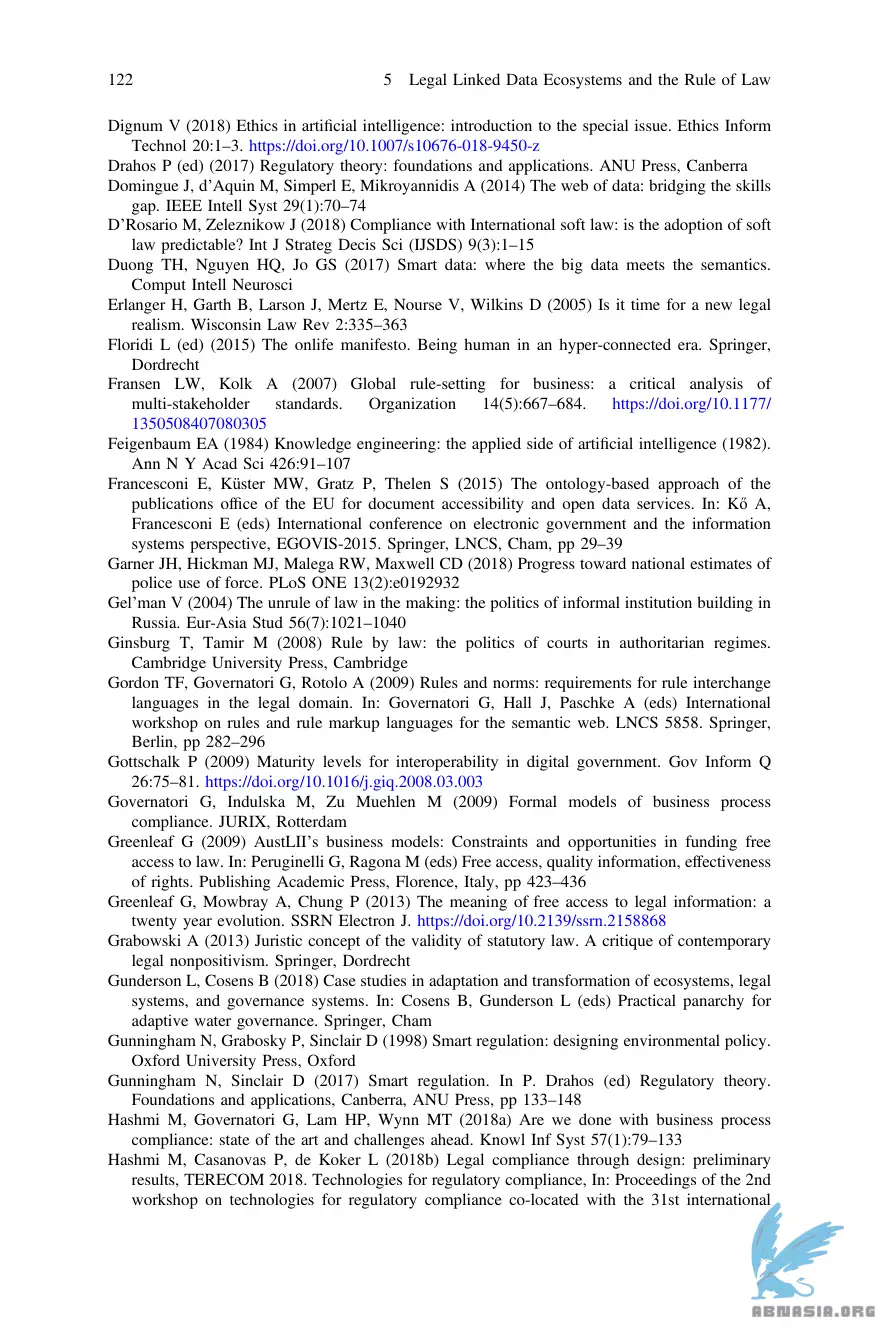 122 5 Legal Linked Data Ecosystems and the Rule of Law
Dignum V (2018) Ethics in artificial intelligence: introduction to the special issue. Ethics Inform
Technol 20:1–3. https://doi.org/10.1007/s10676-018-9450-z
Drahos P (ed) (2017) Regulatory theory: foundations and applications. ANU Press, Canberra
Domingue J, d'Aquin M, Simperl E, Mikroyannidis A (2014) The web of data: bridging the skills
gap. IEEE Intell Syst 29(1):70–74
D'Rosario M, Zeleznikow J (2018) Compliance with International soft law: is the adoption of soft
law predictable? Int J Strateg Decis Sci (IJSDS) 9(3):1–15
Duong TH, Nguyen HQ, Jo GS (2017) Smart data: where the big data meets the semantics.
Comput Intell Neurosci
Erlanger H, Garth B, Larson J, Mertz E, Nourse V, Wilkins D (2005) Is it time for a new legal
realism. Wisconsin Law Rev 2:335–363
Floridi L (ed) (2015) The onlife manifesto. Being human in an hyper-connected era. Springer,
Dordrecht
Fransen LW, Kolk A (2007) Global rule-setting for business: a critical analysis of
multi-stakeholder standards. Organization 14(5):667–684. https://doi.org/10.1177/
1350508407080305
Feigenbaum EA (1984) Knowledge engineering: the applied side of artificial intelligence (1982).
Ann N Y Acad Sci 426:91–107
Francesconi E, Küster MW, Gratz P, Thelen S (2015) The ontology-based approach of the
publications office of the EU for document accessibility and open data services. In: Kő A,
Francesconi E (eds) International conference on electronic government and the information
systems perspective, EGOVIS-2015. Springer, LNCS, Cham, pp 29–39
Garner JH, Hickman MJ, Malega RW, Maxwell CD (2018) Progress toward national estimates of
police use of force. PLoS ONE 13(2):e0192932
Gel'man V (2004) The unrule of law in the making: the politics of informal institution building in
Russia. Eur-Asia Stud 56(7):1021–1040
Ginsburg T, Tamir M (2008) Rule by law: the politics of courts in authoritarian regimes.
Cambridge University Press, Cambridge
Gordon TF, Governatori G, Rotolo A (2009) Rules and norms: requirements for rule interchange
languages in the legal domain. In: Governatori G, Hall J, Paschke A (eds) International
workshop on rules and rule markup languages for the semantic web. LNCS 5858. Springer,
Berlin, pp 282–296
Gottschalk P (2009) Maturity levels for interoperability in digital government. Gov Inform Q
26:75–81. https://doi.org/10.1016/j.giq.2008.03.003
Governatori G, Indulska M, Zu Muehlen M (2009) Formal models of business process
compliance. JURIX, Rotterdam
Greenleaf G (2009) AustLII's business models: Constraints and opportunities in funding free
access to law. In: Peruginelli G, Ragona M (eds) Free access, quality information, effectiveness
of rights. Publishing Academic Press, Florence, Italy, pp 423–436
Greenleaf G, Mowbray A, Chung P (2013) The meaning of free access to legal information: a
twenty year evolution. SSRN Electron J. https://doi.org/10.2139/ssrn.2158868
Grabowski A (2013) Juristic concept of the validity of statutory law. A critique of contemporary
legal nonpositivism. Springer, Dordrecht
Gunderson L, Cosens B (2018) Case studies in adaptation and transformation of ecosystems, legal
systems, and governance systems. In: Cosens B, Gunderson L (eds) Practical panarchy for
adaptive water governance. Springer, Cham
Gunningham N, Grabosky P, Sinclair D (1998) Smart regulation: designing environmental policy.
Oxford University Press, Oxford
Gunningham N, Sinclair D (2017) Smart regulation. In P. Drahos (ed) Regulatory theory.
Foundations and applications, Canberra, ANU Press, pp 133–148
Hashmi M, Governatori G, Lam HP, Wynn MT (2018a) Are we done with business process
compliance: state of the art and challenges ahead. Knowl Inf Syst 57(1):79–133
Hashmi M, Casanovas P, de Koker L (2018b) Legal compliance through design: preliminary
results, TERECOM 2018. Technologies for regulatory compliance, In: Proceedings of the 2nd
workshop on technologies for regulatory compliance co-located with the 31st international
ABNASIA.ORG